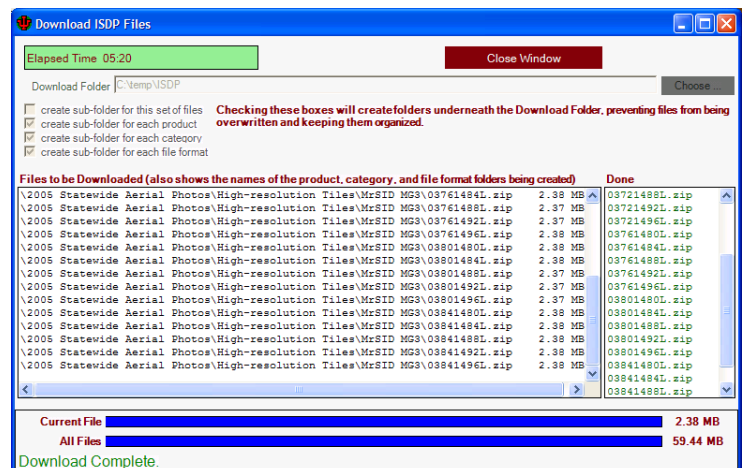 Download ISDP Files
Elapsed Time 05:20
Close Window
Download Folder C:\temp\ISDP Choose ...
create sub-folder for this set of files
create sub-folder for each product
create sub-folder for each category
create sub-folder for each file format
Checking these boxes will create folders underneath the Download Folder, preventing files from being
overwritten and keeping them organized.
Files to be Downloaded (also shows the names of the product, category, and file format folders being created)
\2005 Statewide Aerial Photos\High-resolution Tiles\MrSID MG3\03761484L.zip 2.38 MB
\2005 Statewide Aerial Photos\High-resolution Tiles\MrSID MG3\03761488L.zip 2.37 MB
\2005 Statewide Aerial Photos\High-resolution Tiles\MrSID MG3\03761492L.zip 2.37 MB
\2005 Statewide Aerial Photos\High-resolution Tiles\MrSID MG3\03761496L.zip 2.38 MB
\2005 Statewide Aerial Photos\High-resolution Tiles\MrSID MG3\03801480L.zip 2.38 MB
\2005 Statewide Aerial Photos\High-resolution Tiles\MrSID MG3\03801484L.zip 2.38 MB
\2005 Statewide Aerial Photos\High-resolution Tiles\MrSID MG3\03801488L.zip 2.37 MB
\2005 Statewide Aerial Photos\High-resolution Tiles\MrSID MG3\03801492L.zip 2.37 MB
\2005 Statewide Aerial Photos\High-resolution Tiles\MrSID MG3\03801496L.zip 2.37 MB
\2005 Statewide Aerial Photos\High-resolution Tiles\MrSID MG3\03841480L.zip 2.38 MB
\2005 Statewide Aerial Photos\High-resolution Tiles\MrSID MG3\03841484L.zip 2.38 MB
\2005 Statewide Aerial Photos\High-resolution Tiles\MrSID MG3\03841488L.zip 2.38 MB
\2005 Statewide Aerial Photos\High-resolution Tiles\MrSID MG3\03841492L.zip 2.38 MB
\2005 Statewide Aerial Photos\High-resolution Tiles\MrSID MG3\03841496L.zip 2.38 MB
Done
03721488L.zip
03721492L.zip
03721496L.zip
03761480L.zip
03761484L.zip
03761488L.zip
03761492L.zip
03761496L.zip
03801480L.zip
03801484L.zip
03801488L.zip
03801492L.zip
03801496L.zip
03841480L.zip
03841484L.zip
03841488L.zip
Current File 2.38 MB
All Files 59.44 MB
Download Complete.